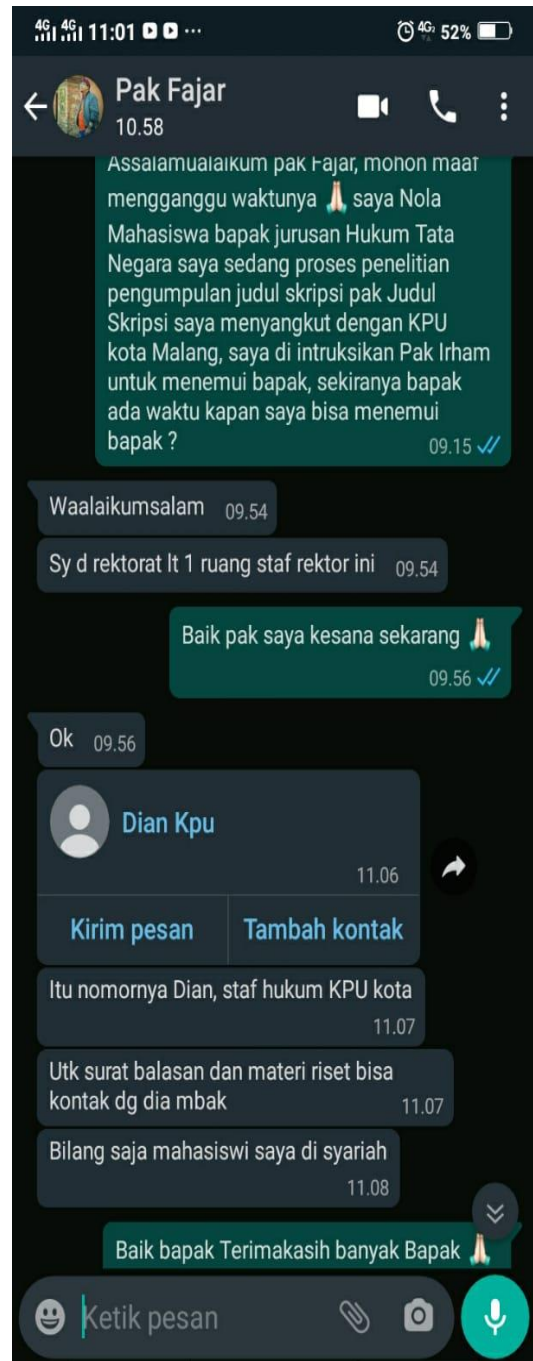 11:01
4G 52%
Pak Fajar
10.58
Assalamualaikum pak Fajar, mohon maaf
mengganggu waktunya 🙏🏻 saya Nola
Mahasiswa bapak jurusan Hukum Tata
Negara saya sedang proses penelitian
pengumpulan judul skripsi pak Judul
Skripsi saya menyangkut dengan KPU
kota Malang, saya di intruksikan Pak Irham
untuk menemui bapak, sekiranya bapak
ada waktu kapan saya bisa menemui
bapak ?
09.15
Waalaikumsalam 09.54
Sy d rektorat lt 1 ruang staf rektor ini 09.54
Baik pak saya kesana sekarang 🙏🏻
09.56
Ok 09.56
Dian Kpu
11.06
Kirim pesan Tambah kontak
Itu nomornya Dian, staf hukum KPU kota
11.07
Utk surat balasan dan materi riset bisa
kontak dg dia mbak 11.07
Bilang saja mahasiswi saya di syariah
11.08
Baik bapak Terimakasih banyak Bapak 🙏🏻
Ketik pesan